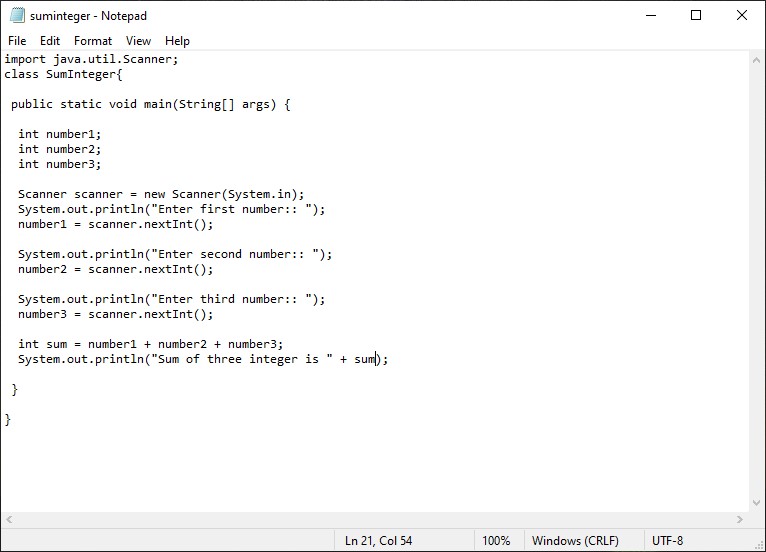 suminteger - Notepad
File Edit Format View Help
import java.util.Scanner;
class SumInteger{
public static void main(String[] args) {
int number1;
int number2;
int number3;
Scanner scanner = new Scanner(System.in);
System.out.println("Enter first number:: ");
number1 = scanner.nextInt();
System.out.println("Enter second number:: ");
number2 = scanner.nextInt();
System.out.println("Enter third number:: ");
number3 = scanner.nextInt();
int sum = number1 + number2 + number3;
System.out.println("Sum of three integer is " + sum);
}
}
Ln 21, Col 54 100% Windows (CRLF) UTF-8